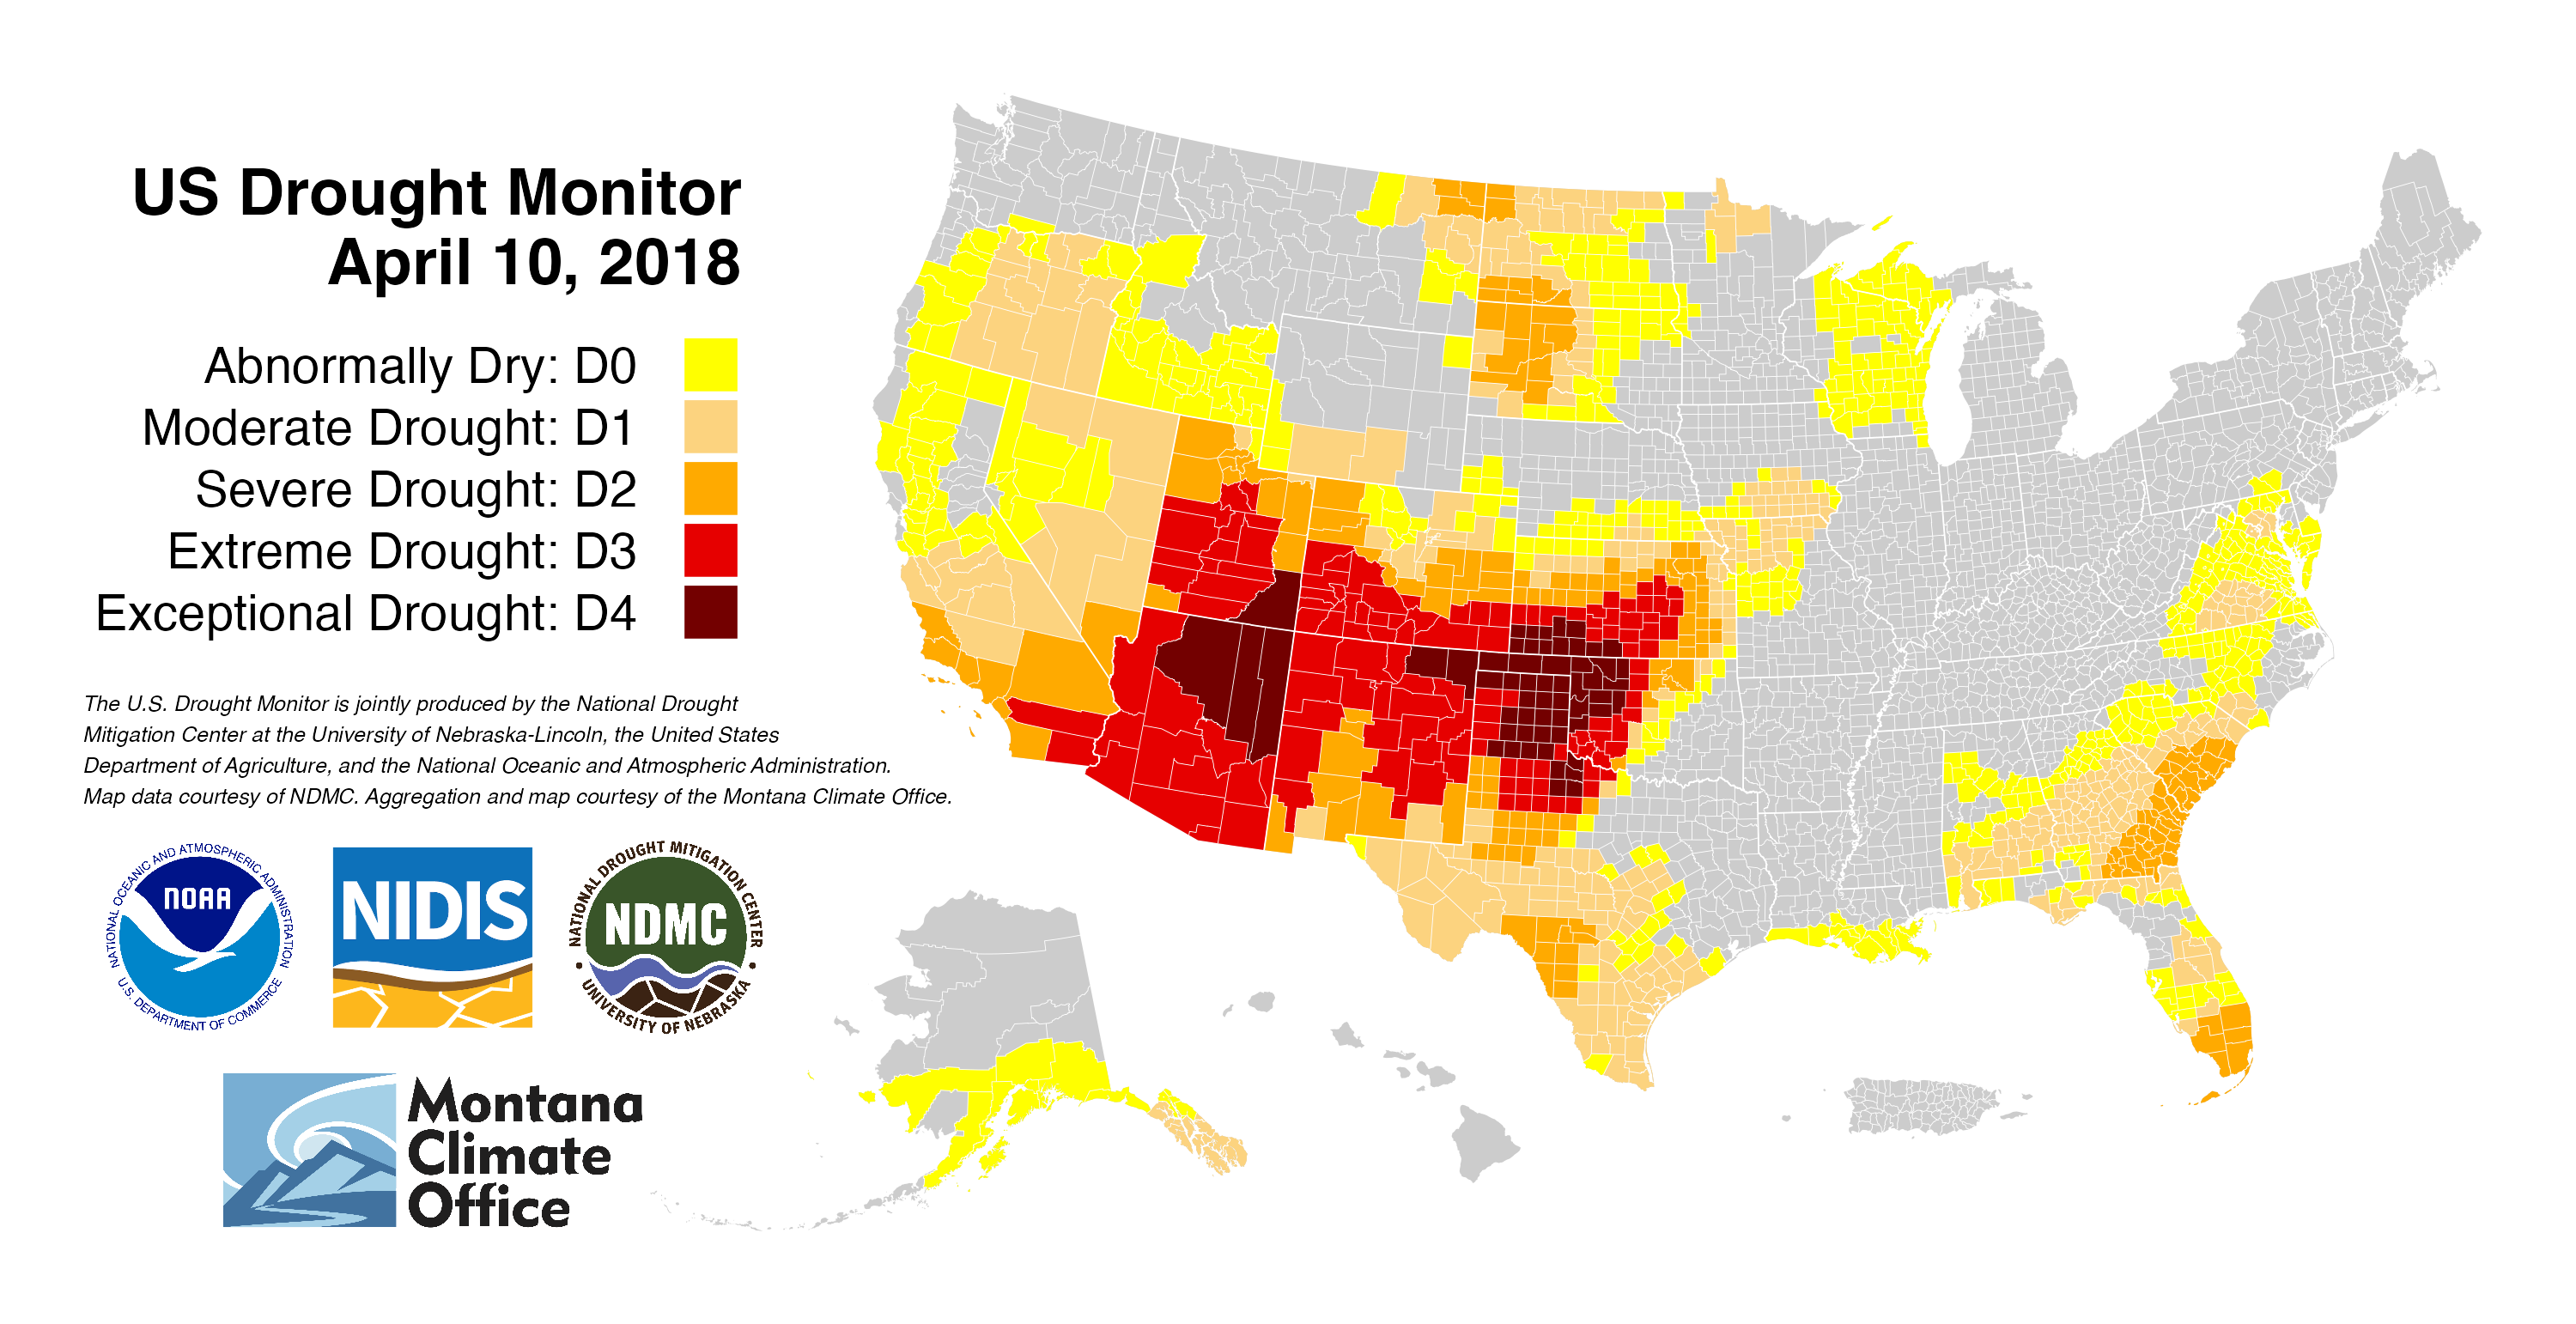 US Drought Monitor
April 10, 2018
Abnormally Dry: D0
Moderate Drought: D1
Severe Drought: D2
Extreme Drought: D3
Exceptional Drought: D4
The U.S. Drought Monitor is jointly produced by the National Drought
Mitigation Center at the University of Nebraska-Lincoln, the United States
Department of Agriculture, and the National Oceanic and Atmospheric Administration.
Map data courtesy of NDMC. Aggregation and map courtesy of the Montana Climate Office.
NATIONAL OCEANIC AND ATMOSPHERIC ADMINISTRATION
NOAA
U.S. DEPARTMENT OF COMMERCE
NIDIS
NATIONAL DROUGHT MITIGATION CENTER
NDMC
UNIVERSITY OF NEBRASKA
Montana
Climate
Office